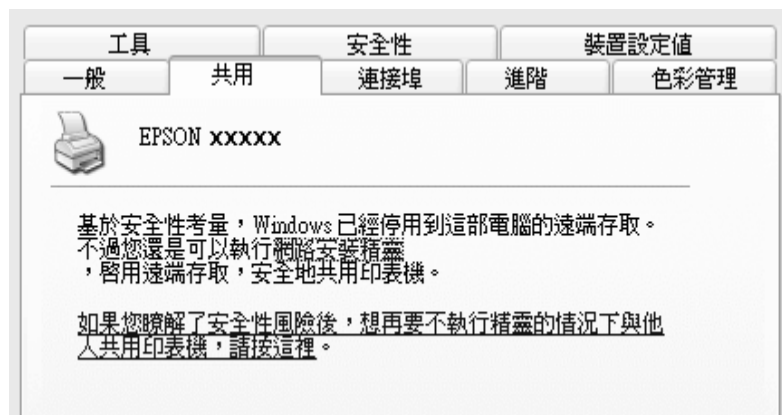 工具 安全性 裝置設定值
一般 共用 連接埠 進階 色彩管理
EPSON xxxxx
基於安全性考量，Windows 已經停用到這部電腦的遠端存取。
不過您還是可以執行網路安裝精靈
，啓用遠端存取，安全地共用印表機。
如果您瞭解了安全性風險後，想再要不執行精靈的情況下與他
人共用印表機，請按這裡。